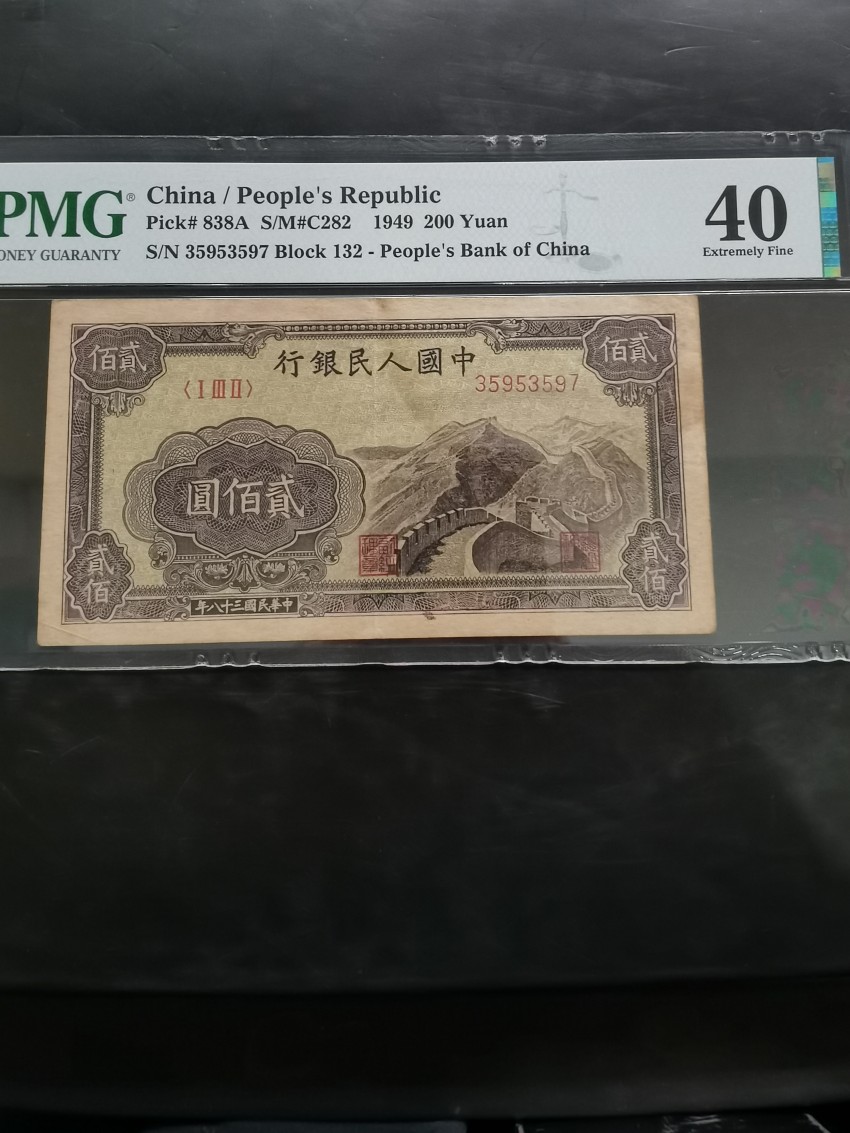 PMG®
MONEY GUARANTY
China / People's Republic
Pick# 838A S/M#C282 1949 200 Yuan
S/N 35953597 Block 132 - People's Bank of China
40
Extremely Fine
行銀民人國中
佰貳
佰貳
〈I III II〉
35953597
圓佰貳
貳佰
貳佰
年八十三國民華中